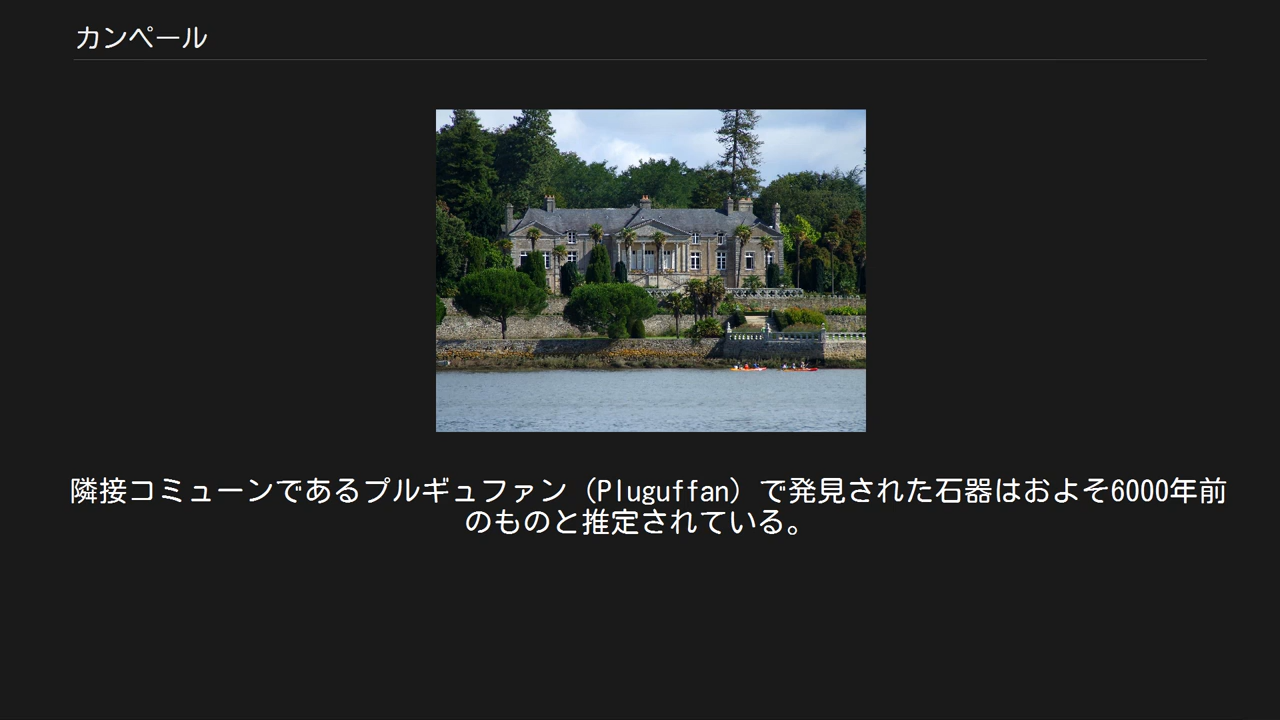 カンペール
隣接コミューンであるプルギュファン（Pluguffan）で発見された石器はおよそ6000年前
のものと推定されている。